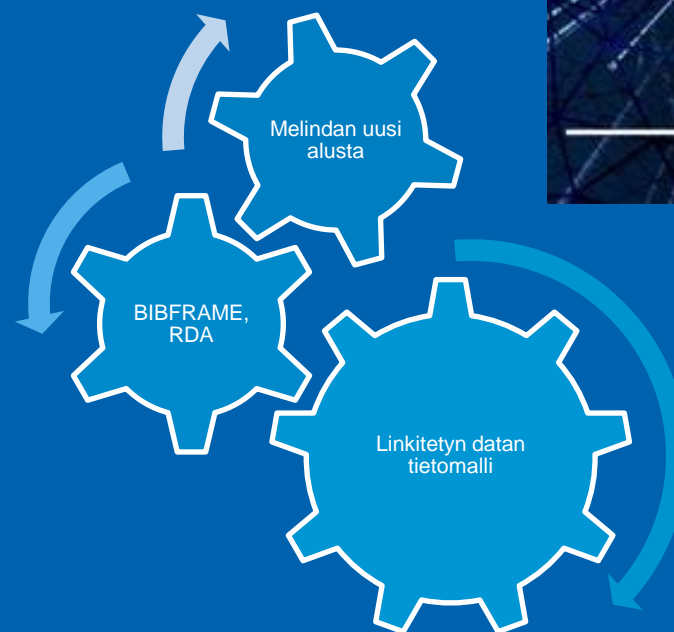 Melindan uusi
alusta
BIBFRAME,
RDA
Linkitetyn datan
tietomalli